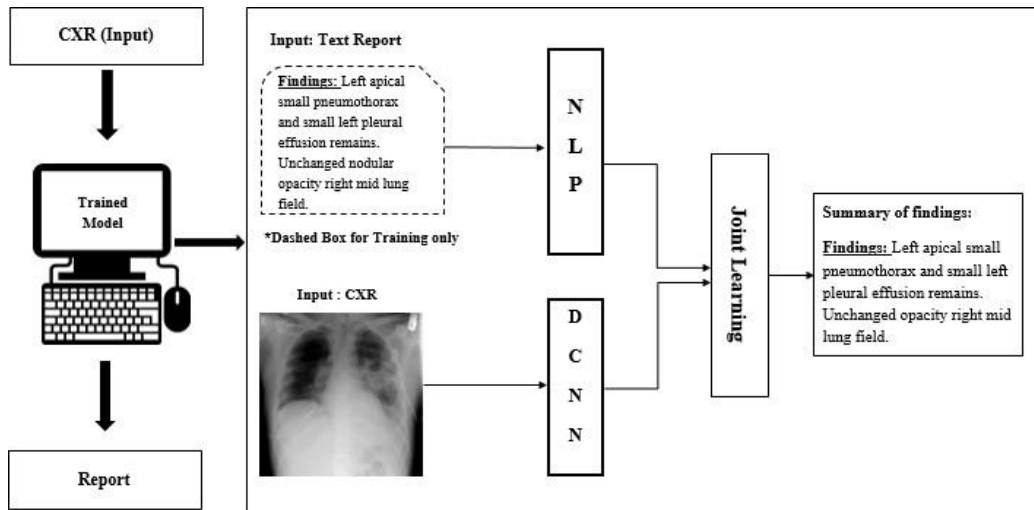 CXR (Input)
Trained
Model
Report
Input: Text Report
Findings: Left apical
small pneumothorax
and small left pleural
effusion remains.
Unchanged nodular
opacity right mid lung
field.
*Dashed Box for Training only
Input : CXR
N
L
P
D
C
N
N
Joint Learning
Summary of findings:
Findings: Left apical small
pneumothorax and small left
pleural effusion remains.
Unchanged opacity right mid
lung field.